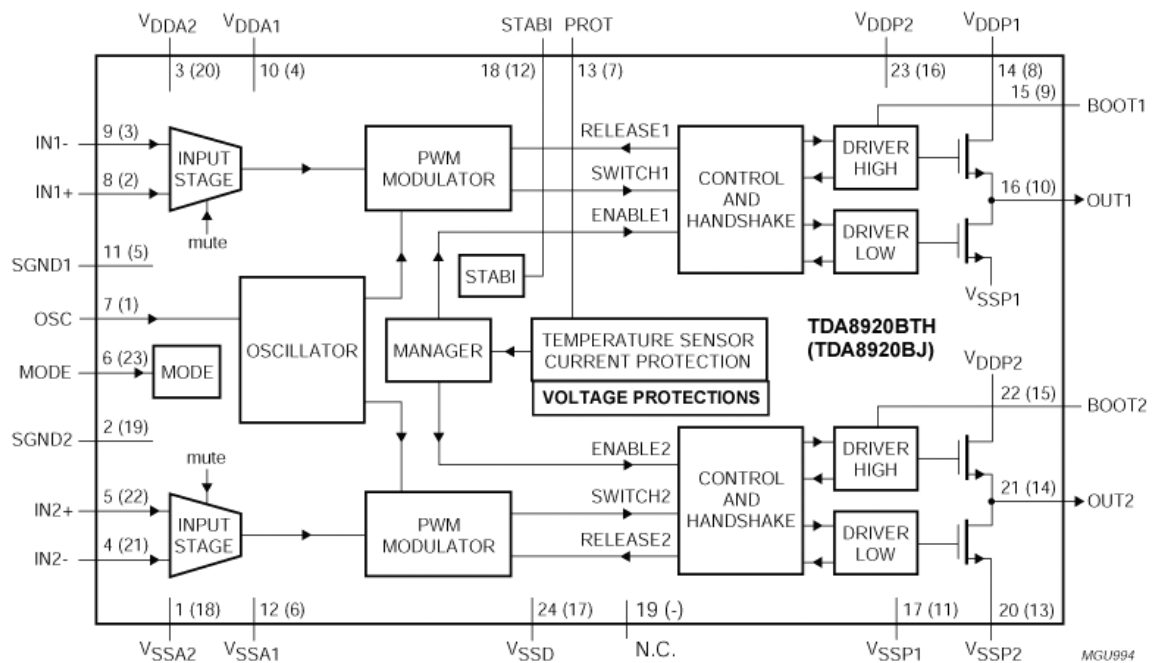 VDDA2 VDDA1 STABI PROT VDDP2 VDDP1
3 (20) 10 (4) 18 (12) 13 (7) 23 (16) 14 (8)
15 (9) BOOT1
IN1- 9 (3)
INPUT
STAGE
PWM
MODULATOR
RELEASE1
CONTROL
AND
HANDSHAKE
DRIVER
HIGH
SWITCH1
IN1+ 8 (2)
16 (10) OUT1
mute
ENABLE1
DRIVER
LOW
SGND1 11 (5)
STABI
VSSP1
OSC 7 (1)
OSCILLATOR
MANAGER
TEMPERATURE SENSOR
CURRENT PROTECTION
VOLTAGE PROTECTIONS
TDA8920BTH
(TDA8920BJ)
MODE 6 (23)
MODE
VDDP2
22 (15) BOOT2
SGND2 2 (19)
mute
ENABLE2
CONTROL
AND
HANDSHAKE
DRIVER
HIGH
IN2+ 5 (22)
INPUT
STAGE
PWM
MODULATOR
SWITCH2
21 (14) OUT2
IN2- 4 (21)
RELEASE2
DRIVER
LOW
1 (18) 12 (6) 24 (17) 19 (-) 17 (11) 20 (13)
VSSA2 VSSA1 VSSD N.C. VSSP1 VSSP2
MGU994